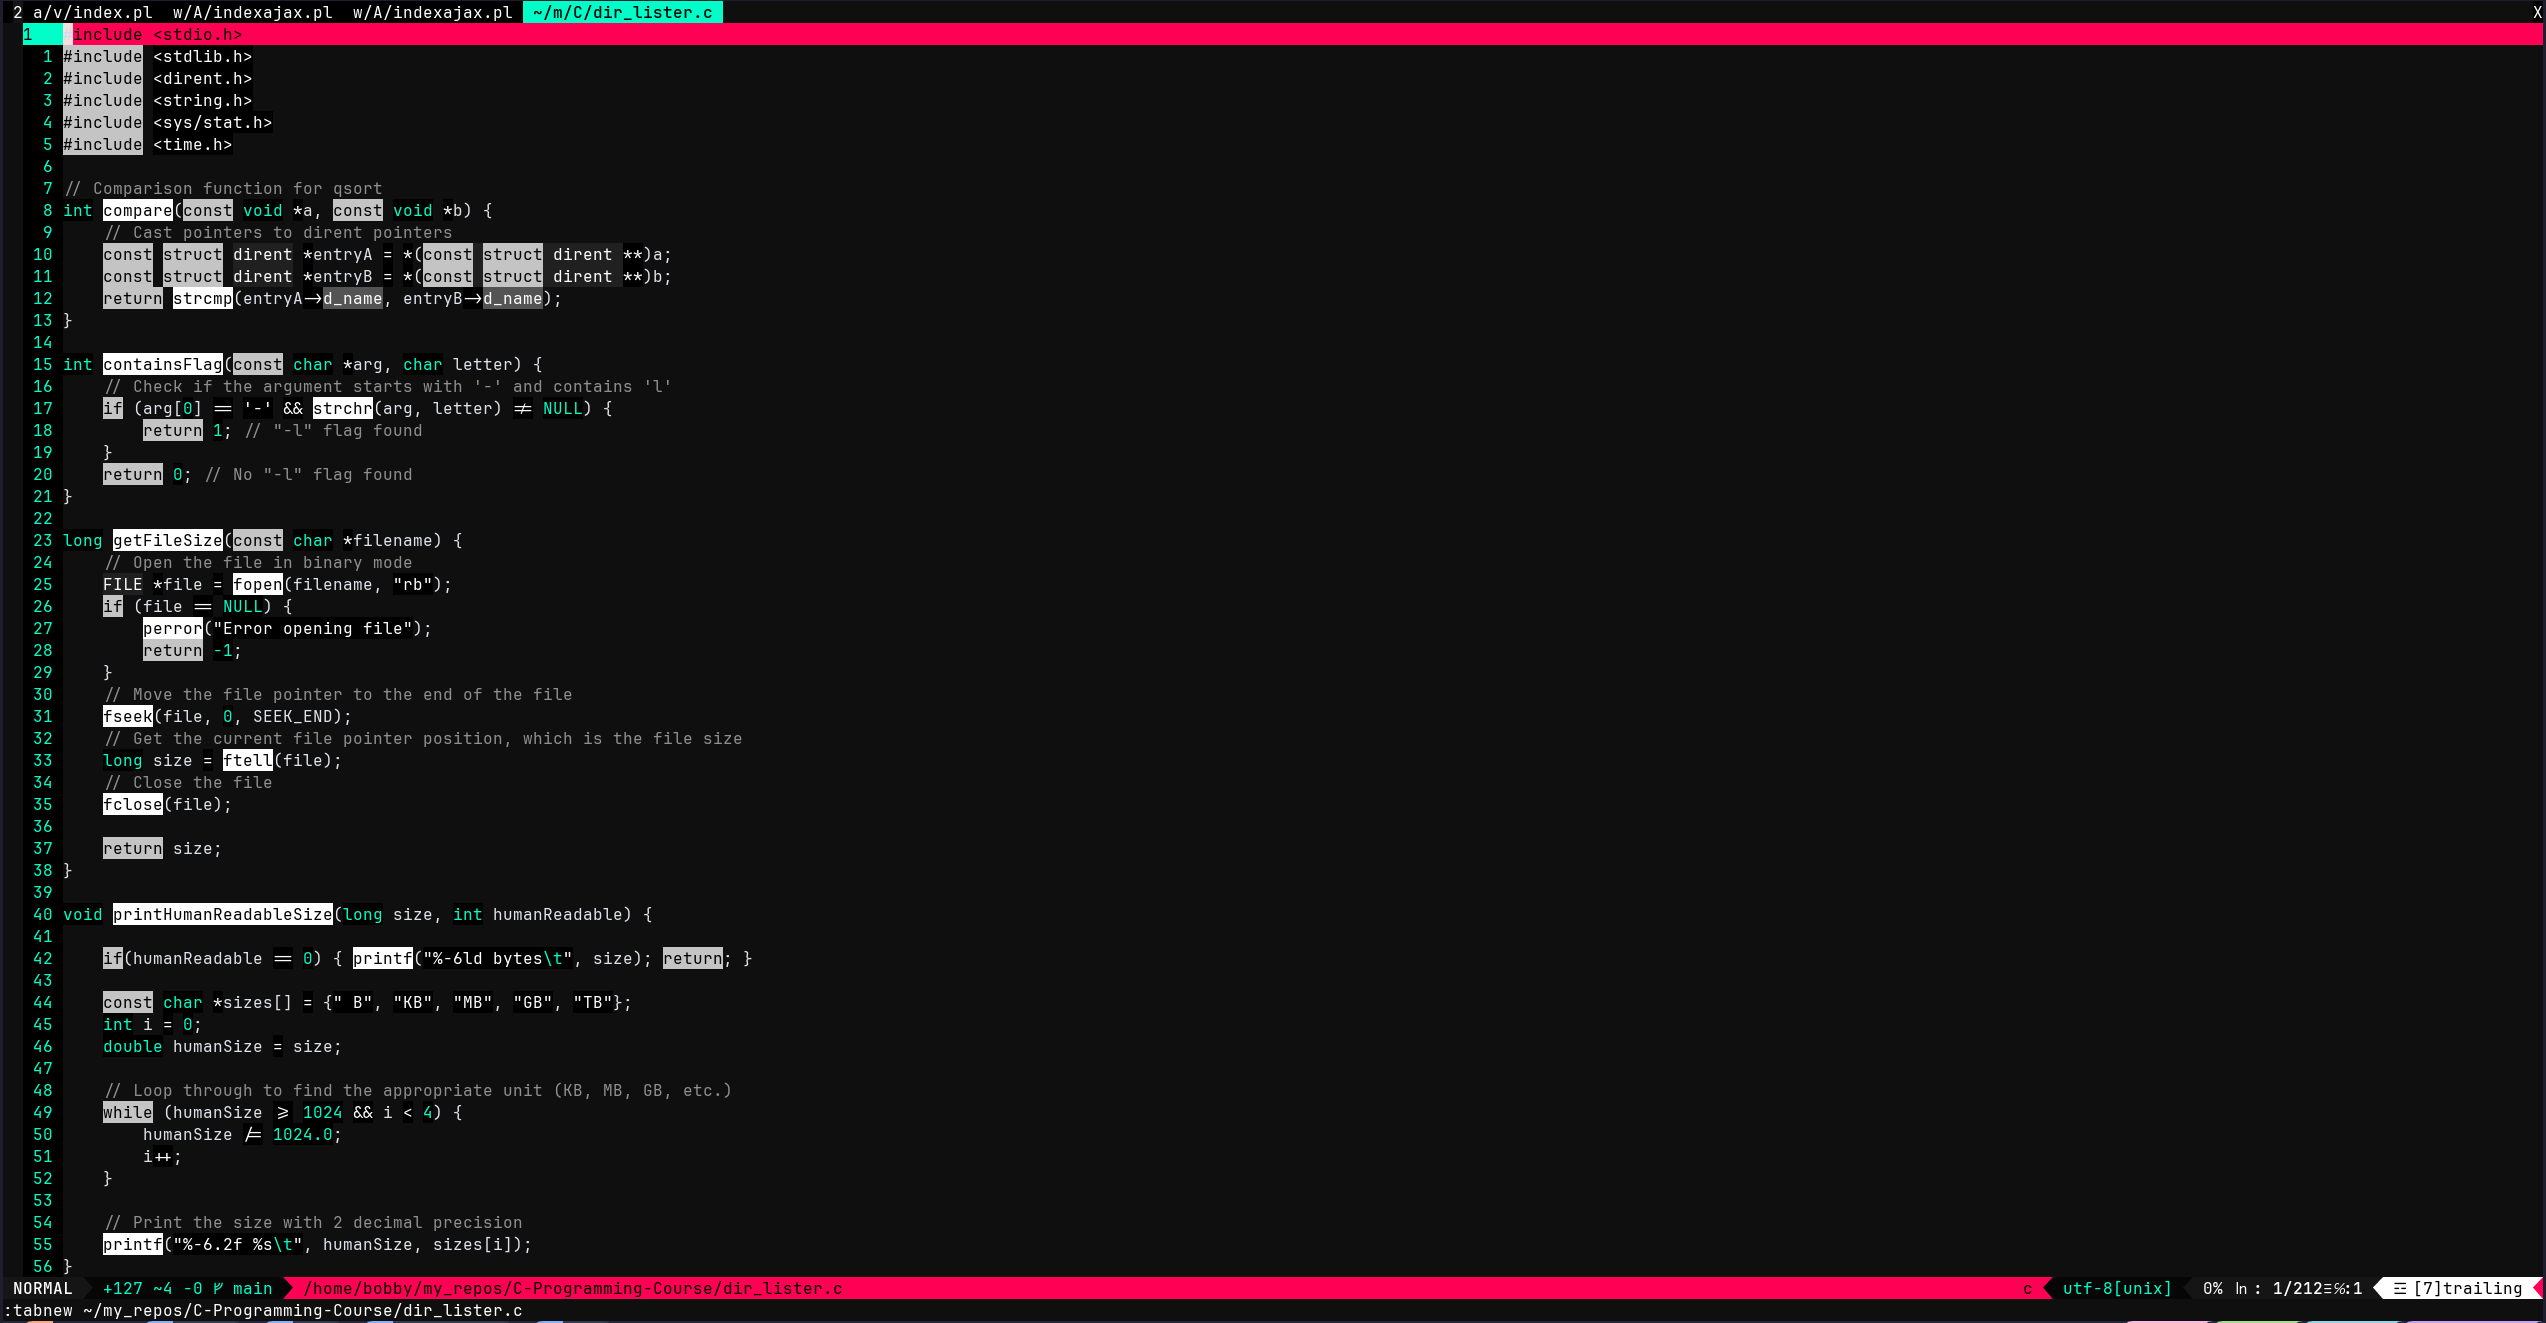 2 a/v/index.pl  w/A/indexajax.pl  w/A/indexajax.pl  ~/m/C/dir_lister.c X
1   #include <stdio.h>
  1 #include <stdlib.h>
  2 #include <dirent.h>
  3 #include <string.h>
  4 #include <sys/stat.h>
  5 #include <time.h>
  6
  7 // Comparison function for qsort
  8 int compare(const void *a, const void *b) {
  9     // Cast pointers to dirent pointers
 10     const struct dirent *entryA = *(const struct dirent **)a;
 11     const struct dirent *entryB = *(const struct dirent **)b;
 12     return strcmp(entryA->d_name, entryB->d_name);
 13 }
 14
 15 int containsFlag(const char *arg, char letter) {
 16     // Check if the argument starts with '-' and contains 'l'
 17     if (arg[0] == '-' && strchr(arg, letter) != NULL) {
 18         return 1; // "-l" flag found
 19     }
 20     return 0; // No "-l" flag found
 21 }
 22
 23 long getFileSize(const char *filename) {
 24     // Open the file in binary mode
 25     FILE *file = fopen(filename, "rb");
 26     if (file == NULL) {
 27         perror("Error opening file");
 28         return -1;
 29     }
 30     // Move the file pointer to the end of the file
 31     fseek(file, 0, SEEK_END);
 32     // Get the current file pointer position, which is the file size
 33     long size = ftell(file);
 34     // Close the file
 35     fclose(file);
 36
 37     return size;
 38 }
 39
 40 void printHumanReadableSize(long size, int humanReadable) {
 41
 42     if(humanReadable == 0) { printf("%-6ld bytes\t", size); return; }
 43
 44     const char *sizes[] = {" B", "KB", "MB", "GB", "TB"};
 45     int i = 0;
 46     double humanSize = size;
 47
 48     // Loop through to find the appropriate unit (KB, MB, GB, etc.)
 49     while (humanSize >= 1024 && i < 4) {
 50         humanSize /= 1024.0;
 51         i++;
 52     }
 53
 54     // Print the size with 2 decimal precision
 55     printf("%-6.2f %s\t", humanSize, sizes[i]);
 56 }
NORMAL  +127 ~4 -0 main  /home/bobby/my_repos/C-Programming-Course/dir_lister.c  c  utf-8[unix]  0% ㏑: 1/212≡℅:1  ☲ [7]trailing
:tabnew ~/my_repos/C-Programming-Course/dir_lister.c